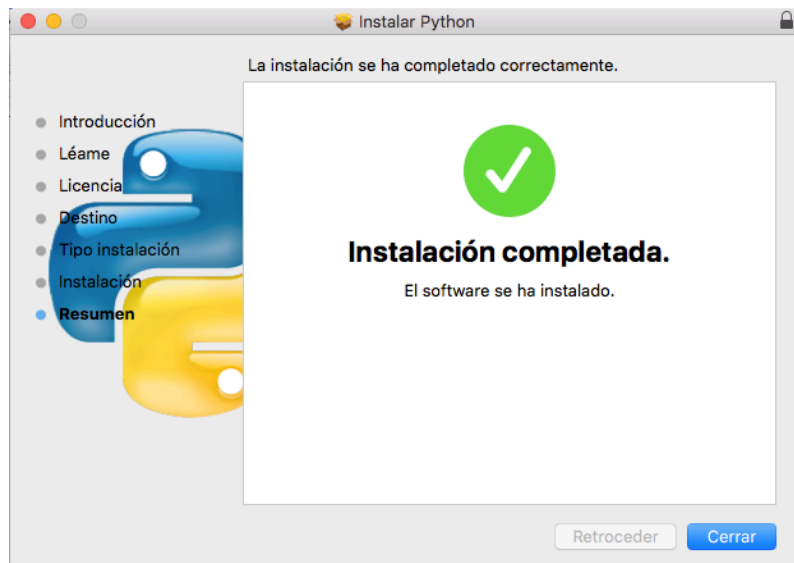 Instalar Python
La instalación se ha completado correctamente.
Introducción
Léame
Licencia
Destino
Tipo instalación
Instalación
Resumen
Instalación completada.
El software se ha instalado.
Retroceder
Cerrar